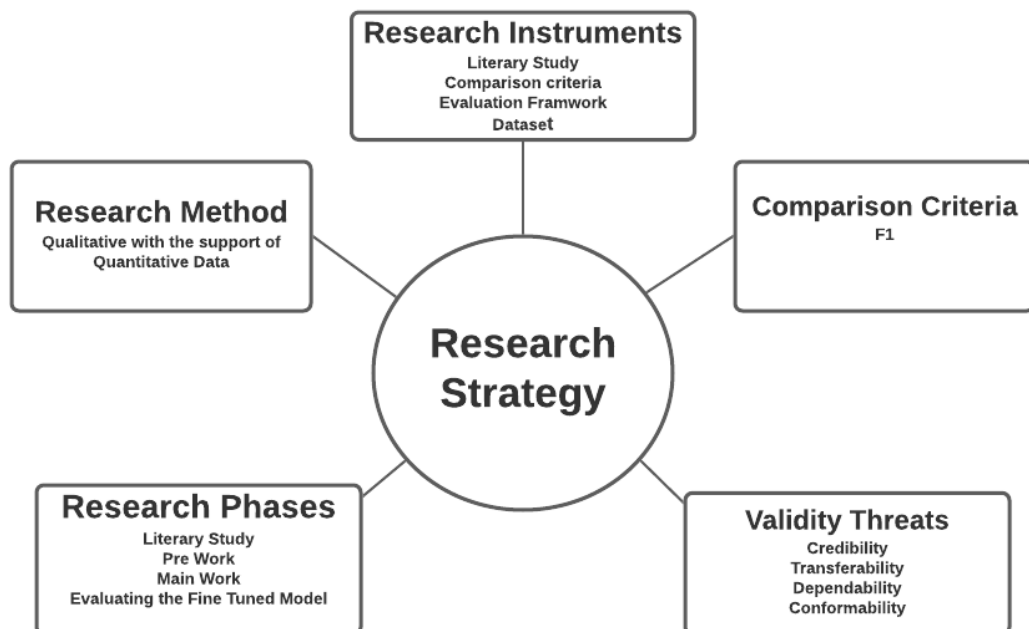 Research Instruments
Literary Study
Comparison criteria
Evaluation Framwork
Dataset
Research Method
Qualitative with the support of
Quantitative Data
Comparison Criteria
F1
Research
Strategy
Research Phases
Literary Study
Pre Work
Main Work
Evaluating the Fine Tuned Model
Validity Threats
Credibility
Transferability
Dependability
Conformability